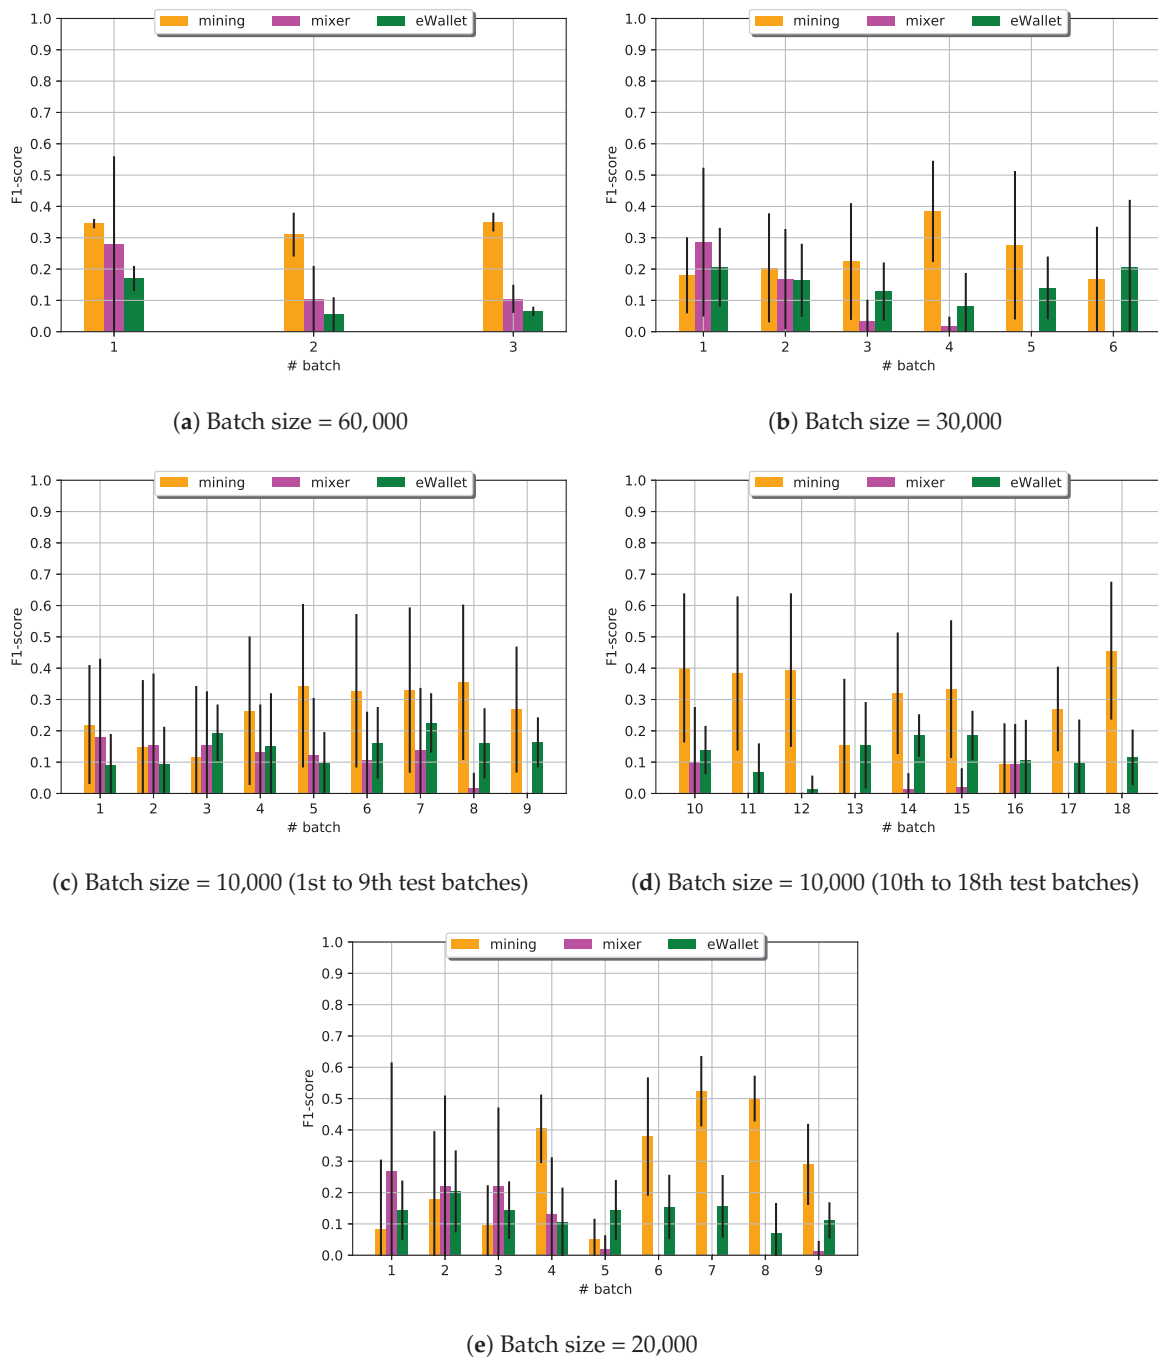 mining mixer eWallet
1.0
0.9
0.8
0.7
0.6
0.5
0.4
0.3
0.2
0.1
0.0
F1-score
1 2 3
# batch
(a) Batch size = 60,000
mining mixer eWallet
1.0
0.9
0.8
0.7
0.6
0.5
0.4
0.3
0.2
0.1
0.0
F1-score
1 2 3 4 5 6
# batch
(b) Batch size = 30,000
mining mixer eWallet
1.0
0.9
0.8
0.7
0.6
0.5
0.4
0.3
0.2
0.1
0.0
F1-score
1 2 3 4 5 6 7 8 9
# batch
(c) Batch size = 10,000 (1st to 9th test batches)
mining mixer eWallet
1.0
0.9
0.8
0.7
0.6
0.5
0.4
0.3
0.2
0.1
0.0
F1-score
10 11 12 13 14 15 16 17 18
# batch
(d) Batch size = 10,000 (10th to 18th test batches)
mining mixer eWallet
1.0
0.9
0.8
0.7
0.6
0.5
0.4
0.3
0.2
0.1
0.0
F1-score
1 2 3 4 5 6 7 8 9
# batch
(e) Batch size = 20,000